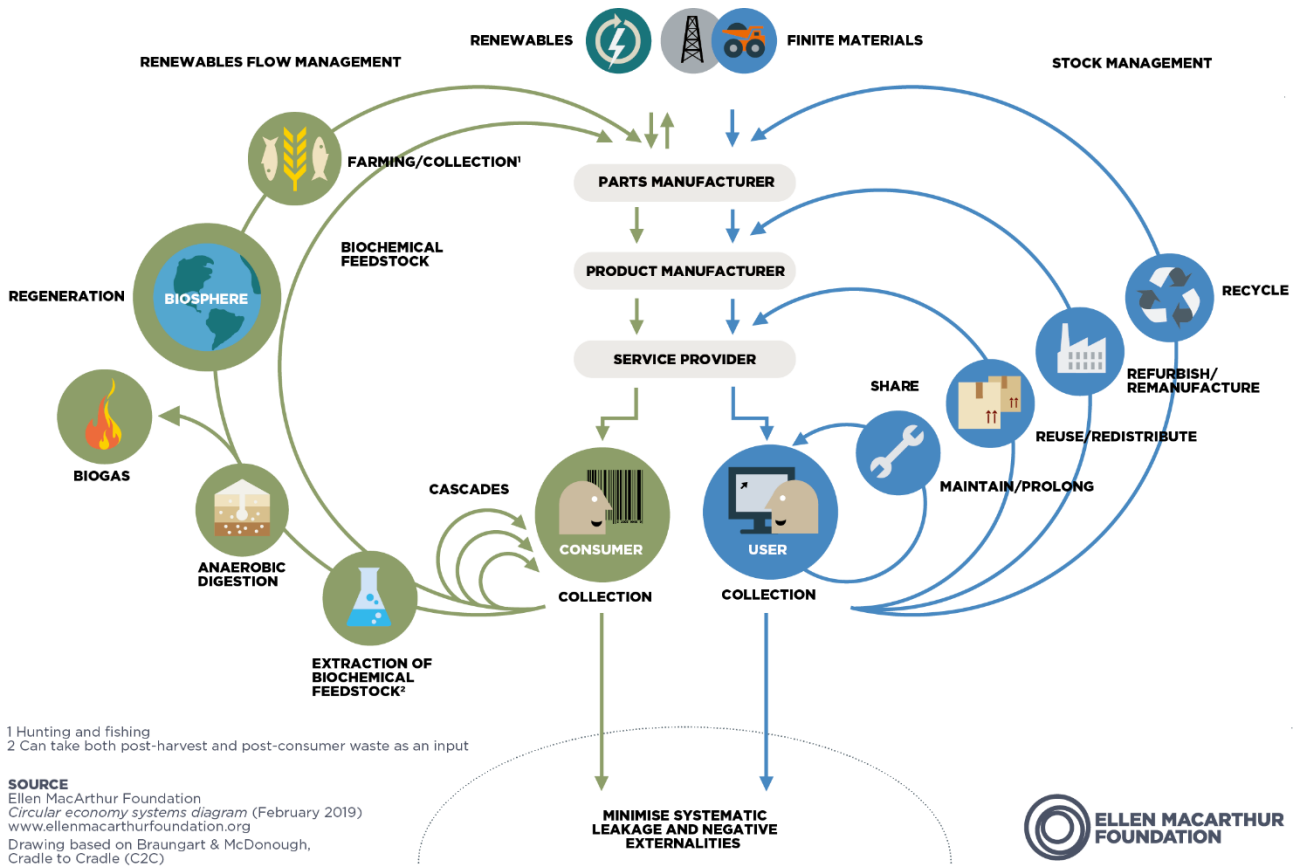 RENEWABLES
FINITE MATERIALS
RENEWABLES FLOW MANAGEMENT
STOCK MANAGEMENT
FARMING/COLLECTION¹
PARTS MANUFACTURER
BIOCHEMICAL
FEEDSTOCK
PRODUCT MANUFACTURER
REGENERATION
BIOSPHERE
RECYCLE
SERVICE PROVIDER
REFURBISH/
REMANUFACTURE
SHARE
REUSE/REDISTRIBUTE
BIOGAS
CASCADES
MAINTAIN/PROLONG
CONSUMER
USER
ANAEROBIC
DIGESTION
COLLECTION
COLLECTION
EXTRACTION OF
BIOCHEMICAL
FEEDSTOCK²
1 Hunting and fishing
2 Can take both post-harvest and post-consumer waste as an input
SOURCE
Ellen MacArthur Foundation
Circular economy systems diagram (February 2019)
www.ellenmacarthurfoundation.org
Drawing based on Braungart & McDonough,
Cradle to Cradle (C2C)
MINIMISE SYSTEMATIC
LEAKAGE AND NEGATIVE
EXTERNALITIES
ELLEN MACARTHUR
FOUNDATION